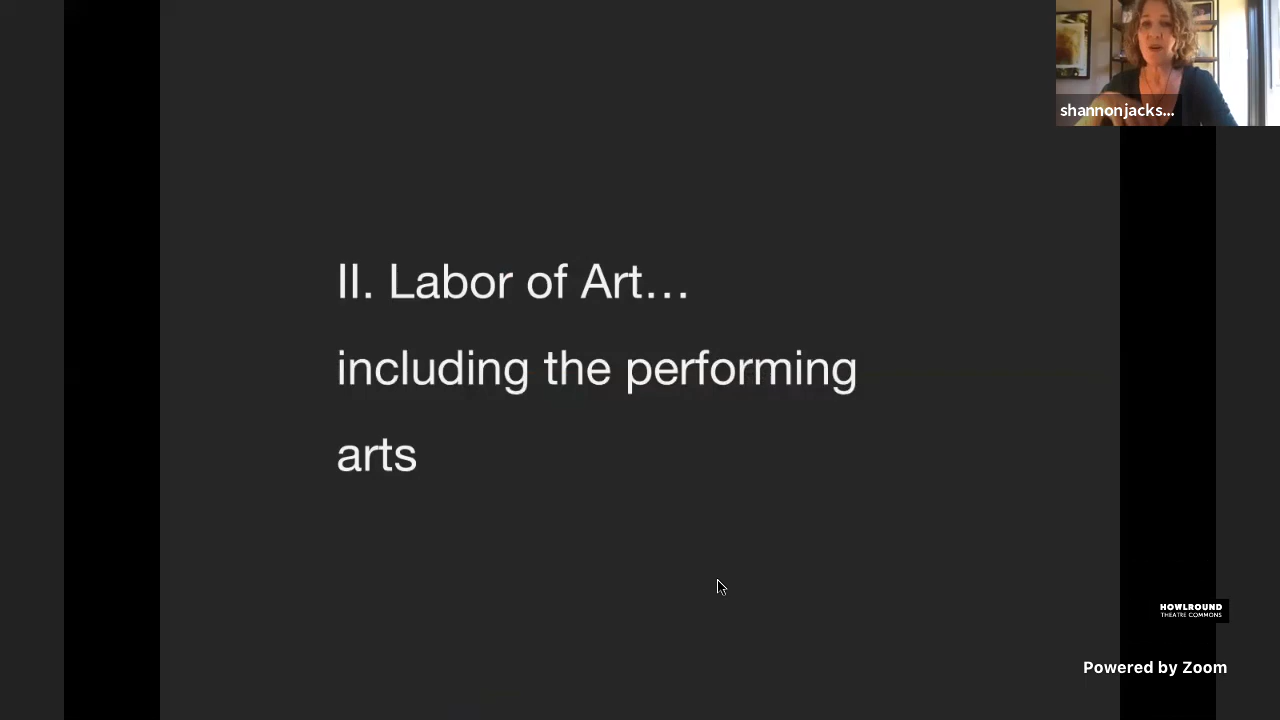 shannonjacks...
II. Labor of Art…
including the performing
arts
HOWLROUND
THEATRE COMMONS
Powered by Zoom